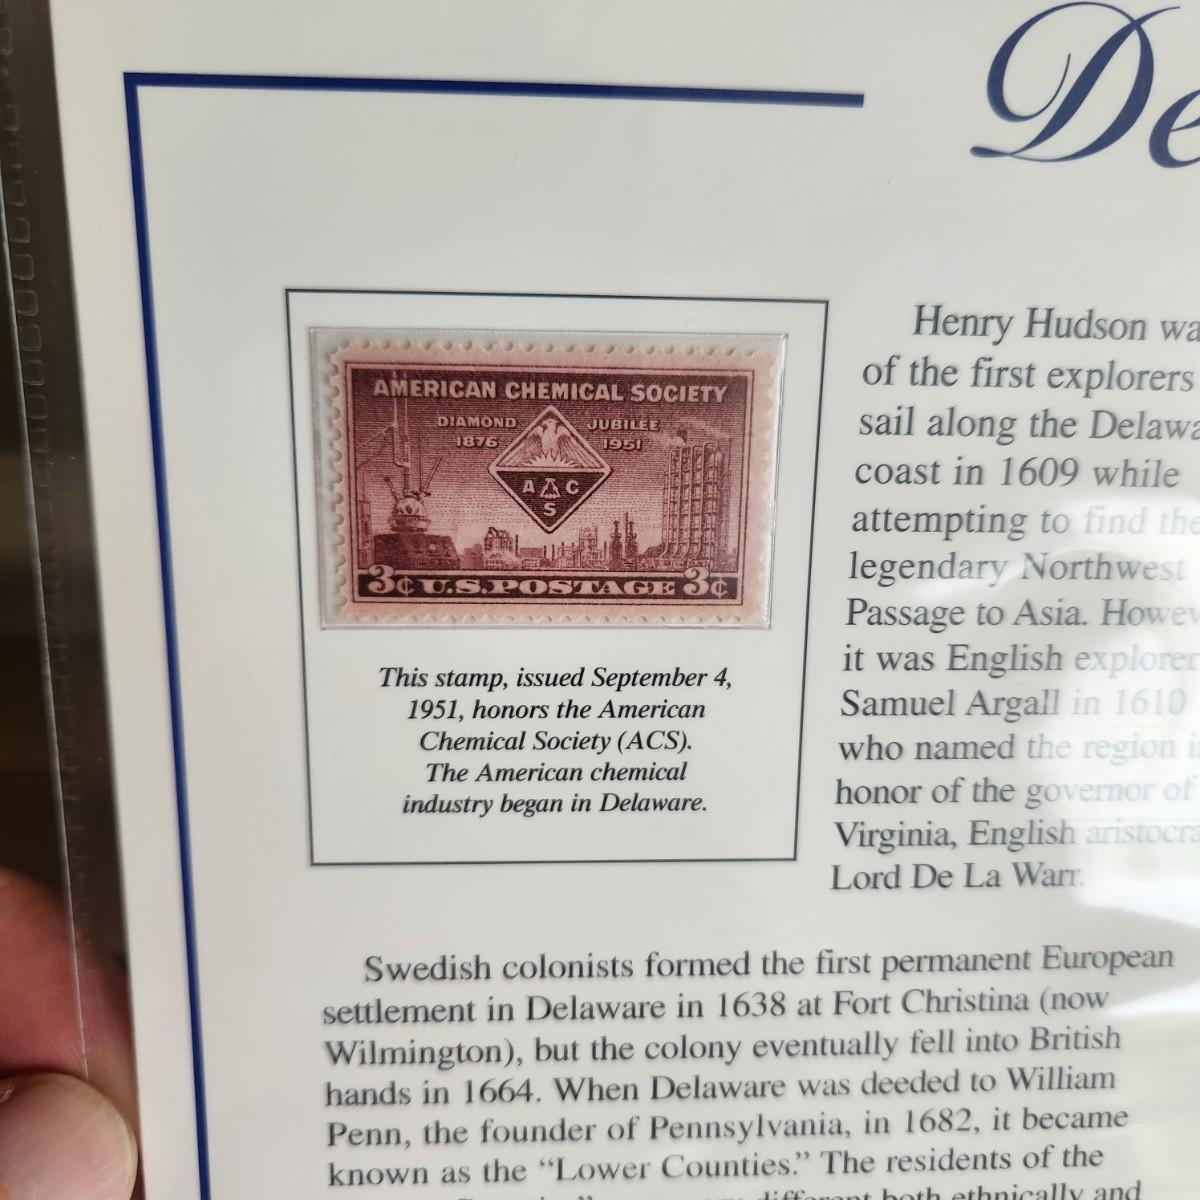 De
AMERICAN CHEMICAL SOCIETY
DIAMOND JUBILEE
1876 1951
A C
S
3¢ U.S. POSTAGE 3¢
This stamp, issued September 4,
1951, honors the American
Chemical Society (ACS).
The American chemical
industry began in Delaware.
Henry Hudson wa
of the first explorers
sail along the Delawa
coast in 1609 while
attempting to find the
legendary Northwest
Passage to Asia. Howev
it was English explorer
Samuel Argall in 1610
who named the region i
honor of the governor of
Virginia, English aristocra
Lord De La Warr.
Swedish colonists formed the first permanent European
settlement in Delaware in 1638 at Fort Christina (now
Wilmington), but the colony eventually fell into British
hands in 1664. When Delaware was deeded to William
Penn, the founder of Pennsylvania, in 1682, it became
known as the “Lower Counties.” The residents of the
different both ethnically and